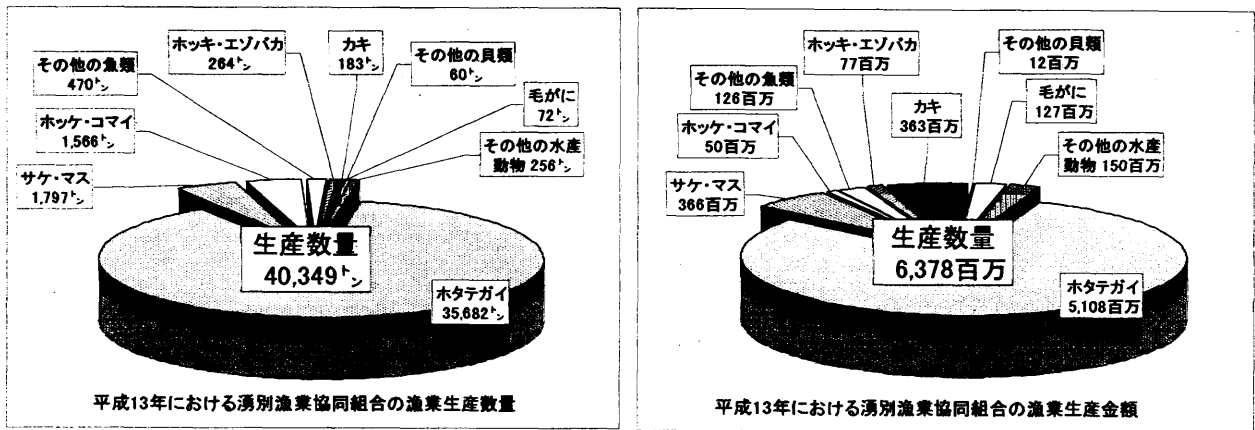 ホッキ・エゾバカ
264㌧
カキ
183㌧
その他の貝類
60㌧
その他の魚類
470㌧
毛がに
72㌧
ホッケ・コマイ
1,566㌧
その他の水産
動物 256㌧
サケ・マス
1,797㌧
生産数量
40,349㌧
ホタテガイ
35,682㌧
平成13年における湧別漁業協同組合の漁業生産数量
ホッキ・エゾバカ
77百万
その他の貝類
12百万
その他の魚類
126百万
カキ
363百万
毛がに
127百万
ホッケ・コマイ
50百万
その他の水産
動物 150百万
サケ・マス
366百万
生産数量
6,378百万
ホタテガイ
5,108百万
平成13年における湧別漁業協同組合の漁業生産金額